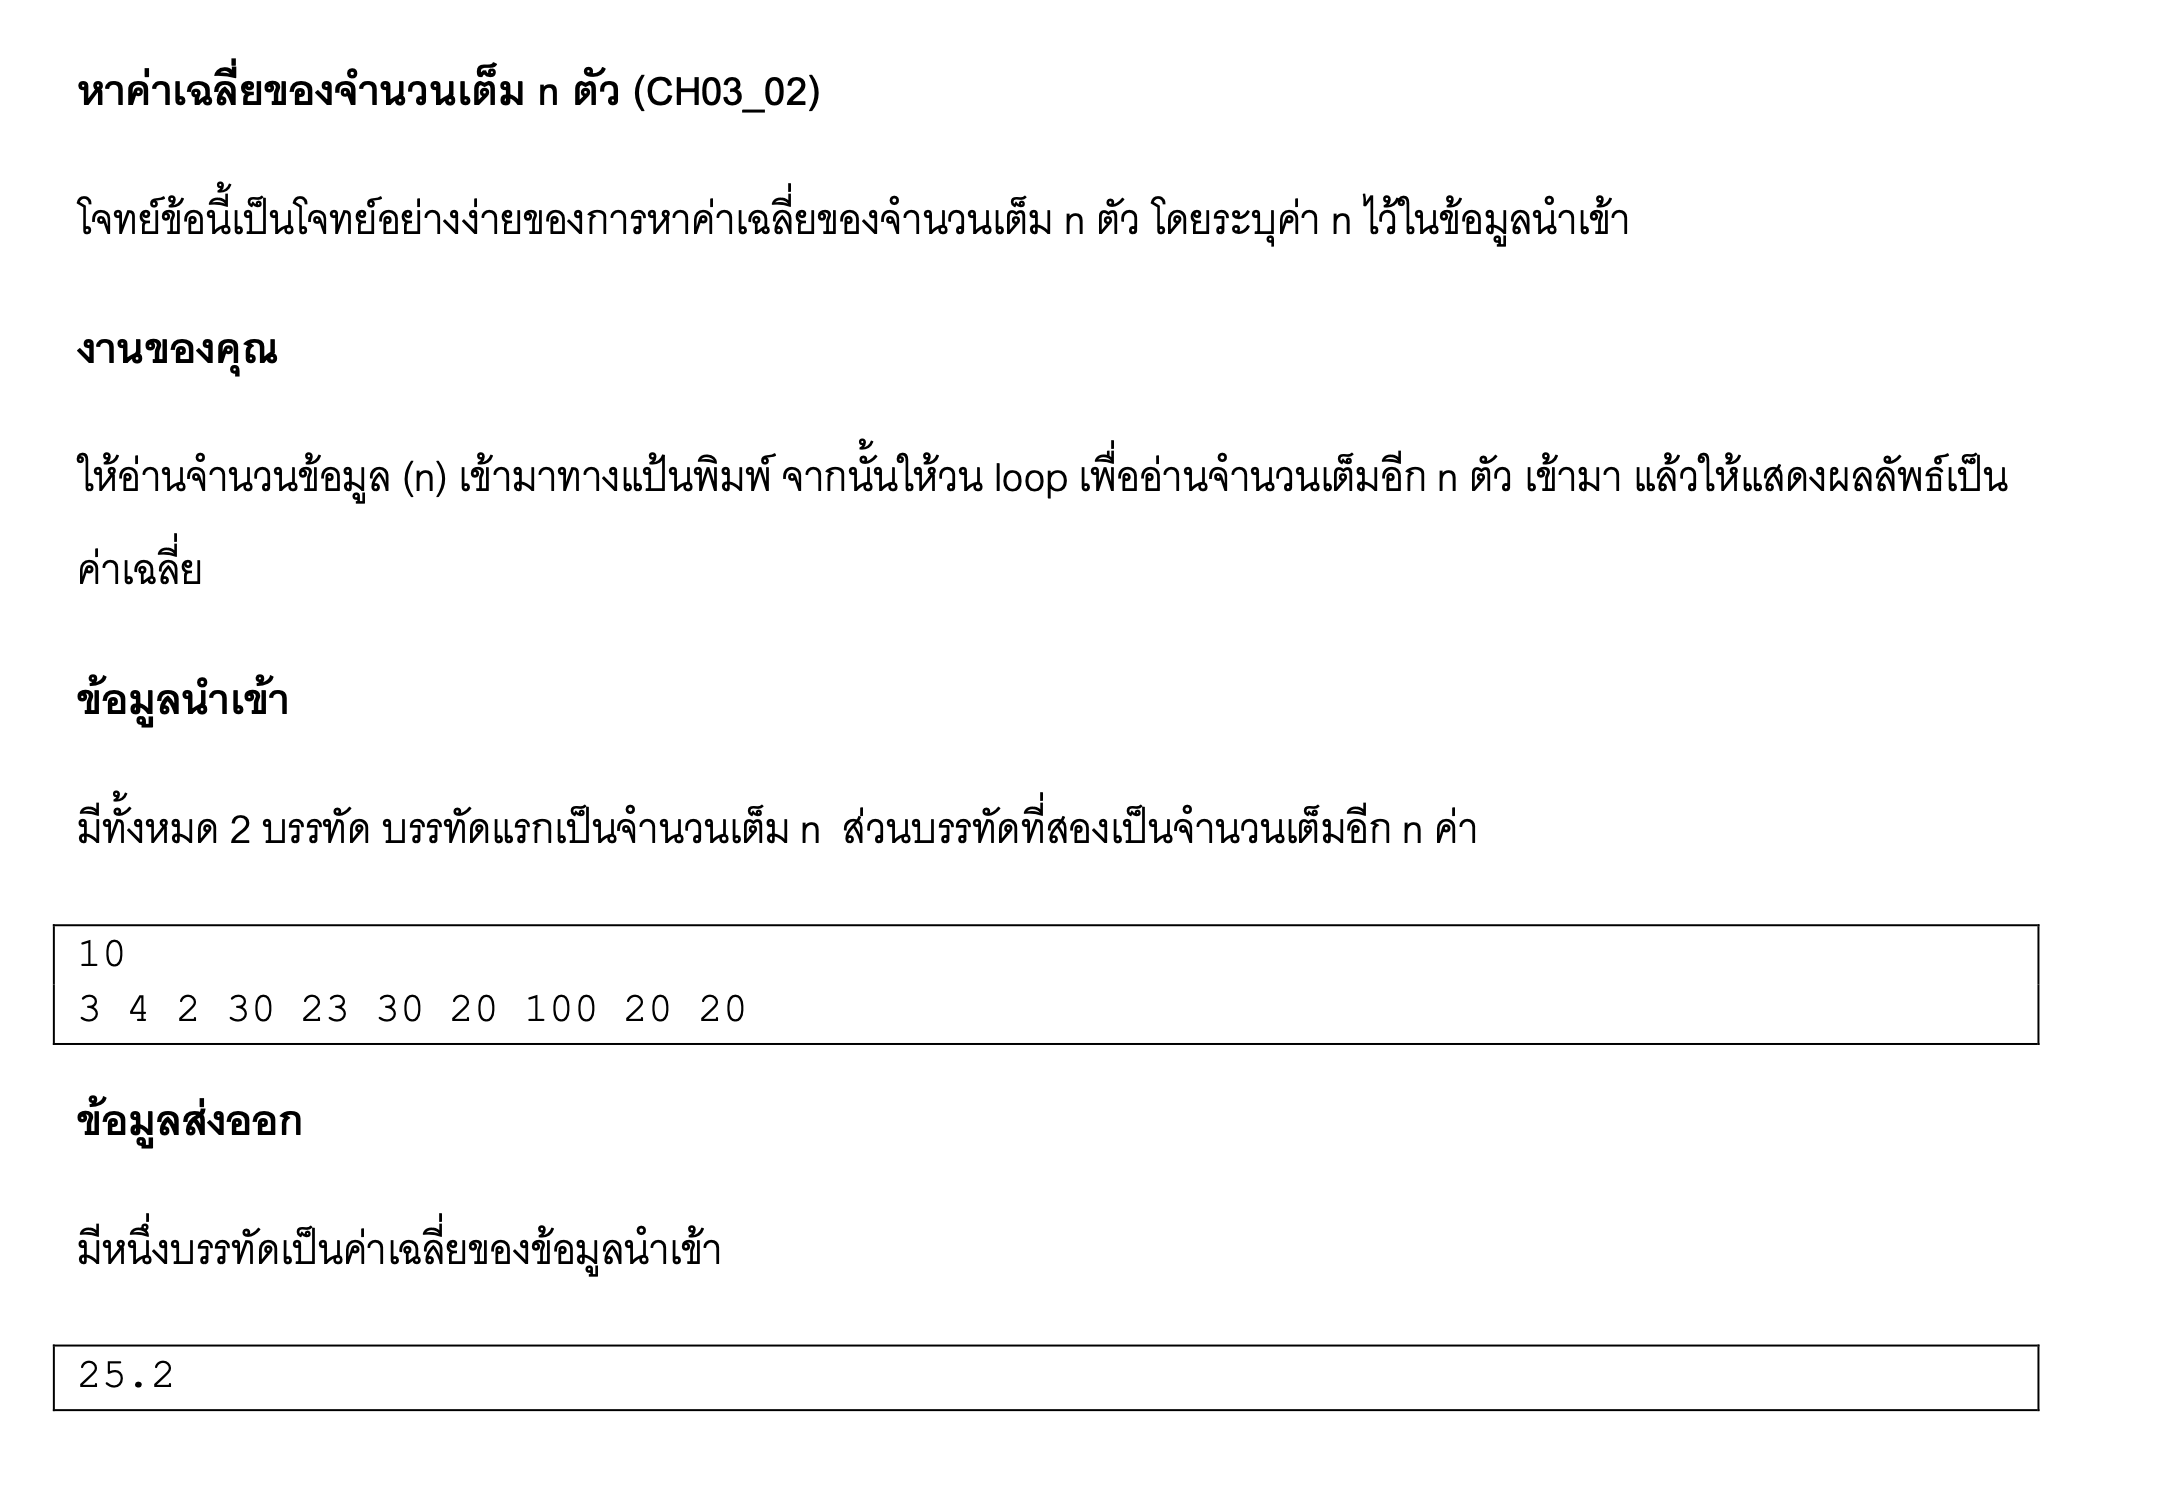 หาค่าเฉลี่ยของจำนวนเต็ม n ตัว (CH03_02)
โจทย์ข้อนี้เป็นโจทย์อย่างง่ายของการหาค่าเฉลี่ยของจำนวนเต็ม n ตัว โดยระบุค่า n ไว้ในข้อมูลนำเข้า
งานของคุณ
ให้อ่านจำนวนข้อมูล (n) เข้ามาทางแป้นพิมพ์ จากนั้นให้วน loop เพื่ออ่านจำนวนเต็มอีก n ตัว เข้ามา แล้วให้แสดงผลลัพธ์เป็น
ค่าเฉลี่ย
ข้อมูลนำเข้า
มีทั้งหมด 2 บรรทัด บรรทัดแรกเป็นจำนวนเต็ม n ส่วนบรรทัดที่สองเป็นจำนวนเต็มอีก n ค่า
10
3 4 2 30 23 30 20 100 20 20
ข้อมูลส่งออก
มีหนึ่งบรรทัดเป็นค่าเฉลี่ยของข้อมูลนำเข้า
25.2